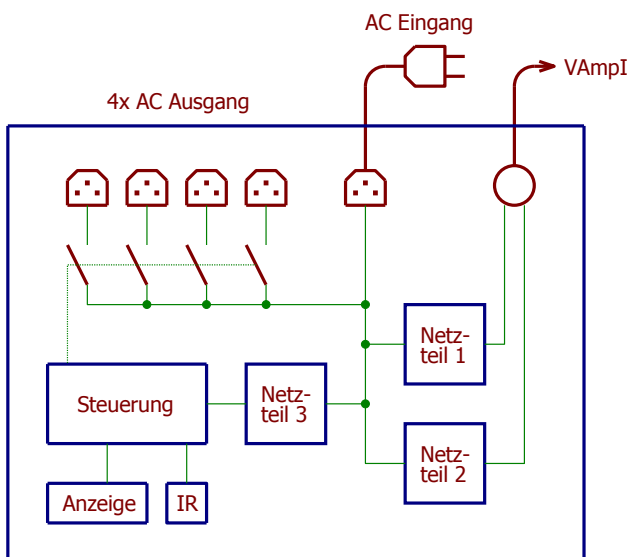 AC Eingang
VAmpI
4x AC Ausgang
Netz-
teil 1
Steuerung
Netz-
teil 3
Netz-
teil 2
Anzeige
IR